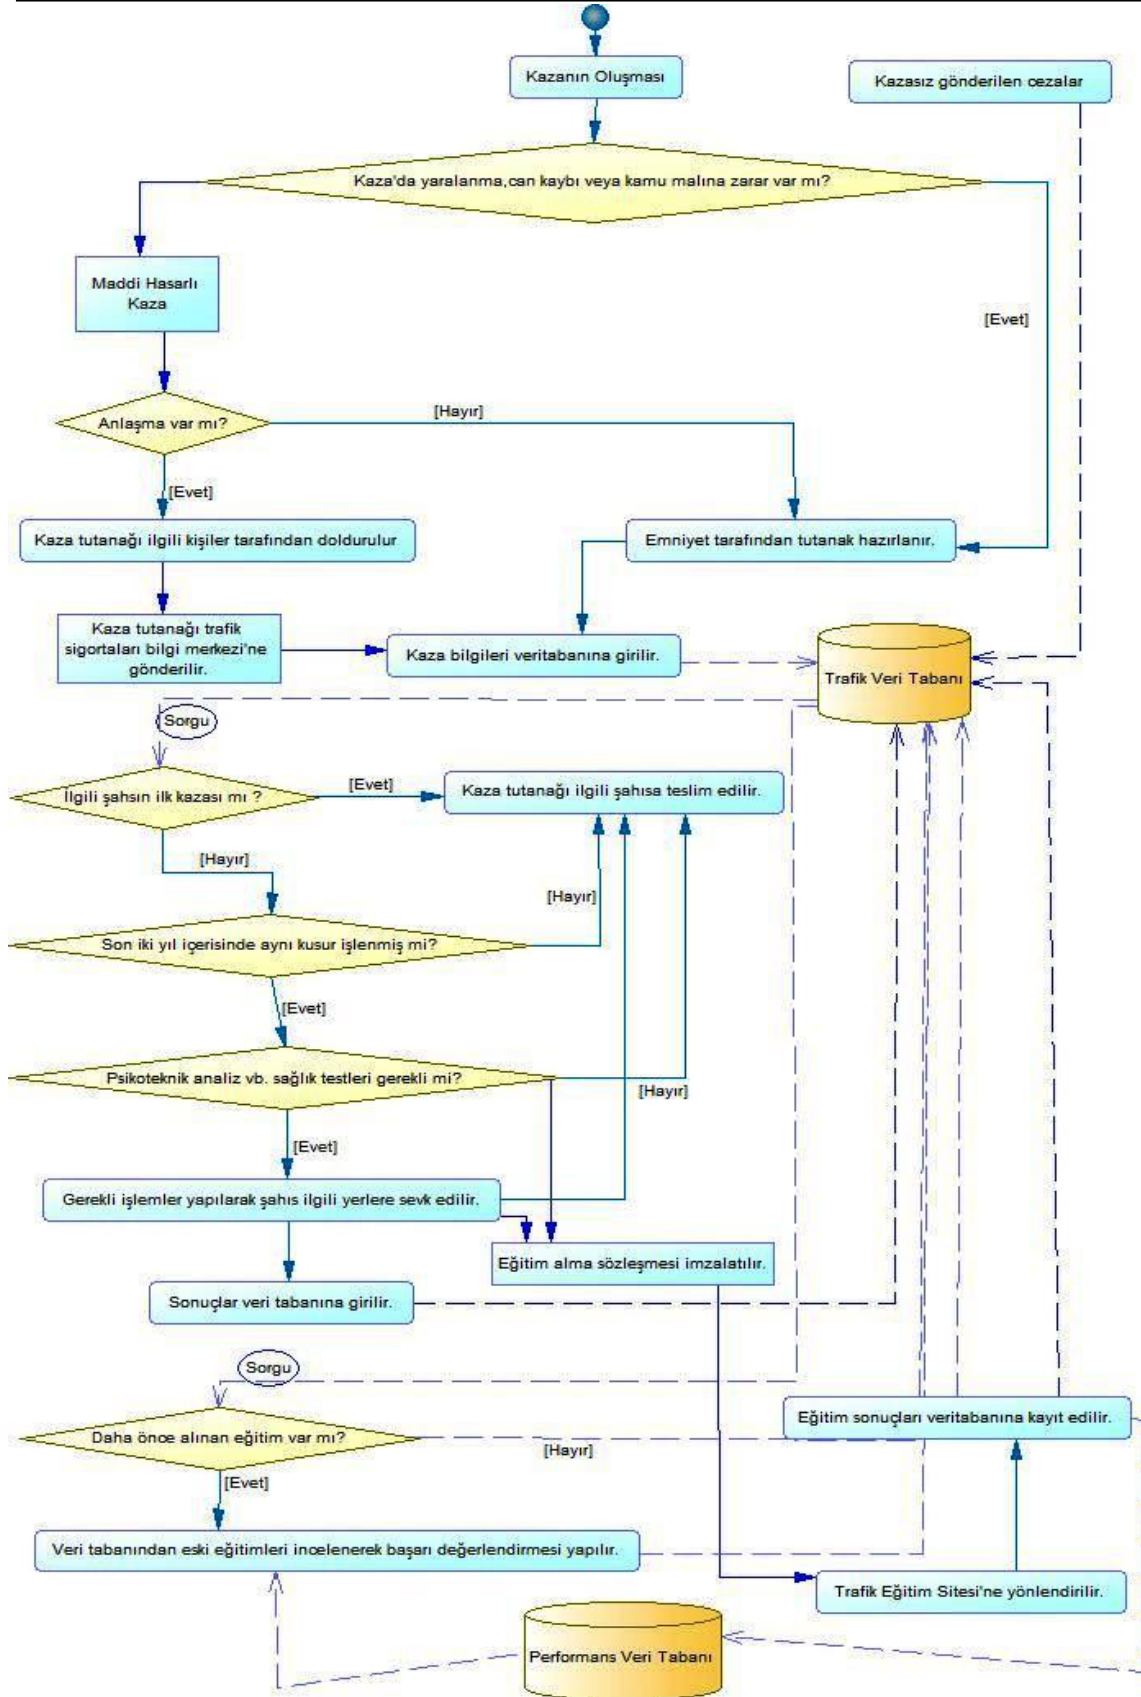 Kazanın Oluşması
Kazasız gönderilen cezalar
Kaza'da yaralanma,can kaybı veya kamu malına zarar var mı?
Maddi Hasarlı
Kaza
[Evet]
Anlaşma var mı?
[Hayır]
[Evet]
Kaza tutanağı ilgili kişiler tarafından doldurulur
Emniyet tarafından tutanak hazırlanır.
Kaza tutanağı trafik
sigortaları bilgi merkezi'ne
gönderilir.
Kaza bilgileri veritabanına girilir.
Trafik Veri Tabanı
Sorgu
İlgili şahsın ilk kazası mı ?
[Evet]
Kaza tutanağı ilgili şahısa teslim edilir.
[Hayır]
[Hayır]
Son iki yıl içerisinde aynı kusur işlenmiş mi?
[Evet]
Psikoteknik analiz vb. sağlık testleri gerekli mi?
[Hayır]
[Evet]
Gerekli işlemler yapılarak şahıs ilgili yerlere sevk edilir.
Eğitim alma sözleşmesi imzalatılır.
Sonuçlar veri tabanına girilir.
Sorgu
Daha önce alınan eğitim var mı?
[Hayır]
Eğitim sonuçları veritabanına kayıt edilir.
[Evet]
Veri tabanından eski eğitimleri incelenerek başarı değerlendirmesi yapılır.
Trafik Eğitim Sitesi'ne yönlendirilir.
Performans Veri Tabanı